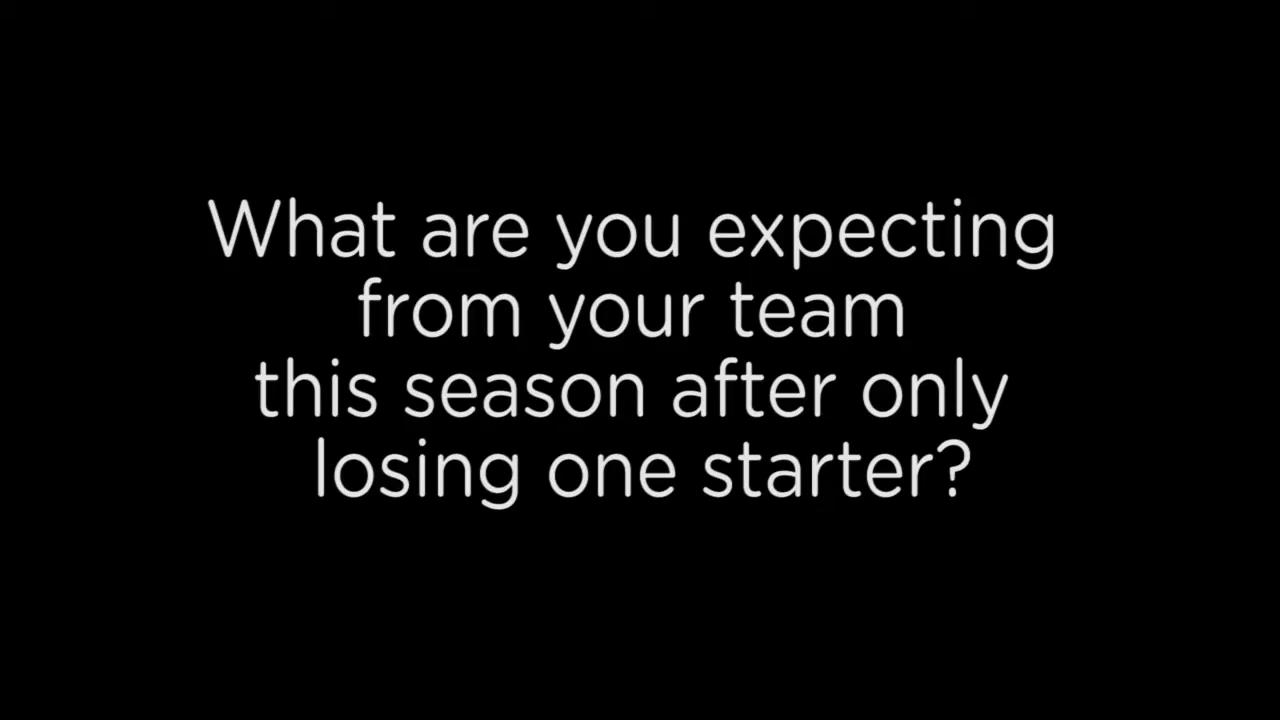 What are you expecting
from your team
this season after only
losing one starter?